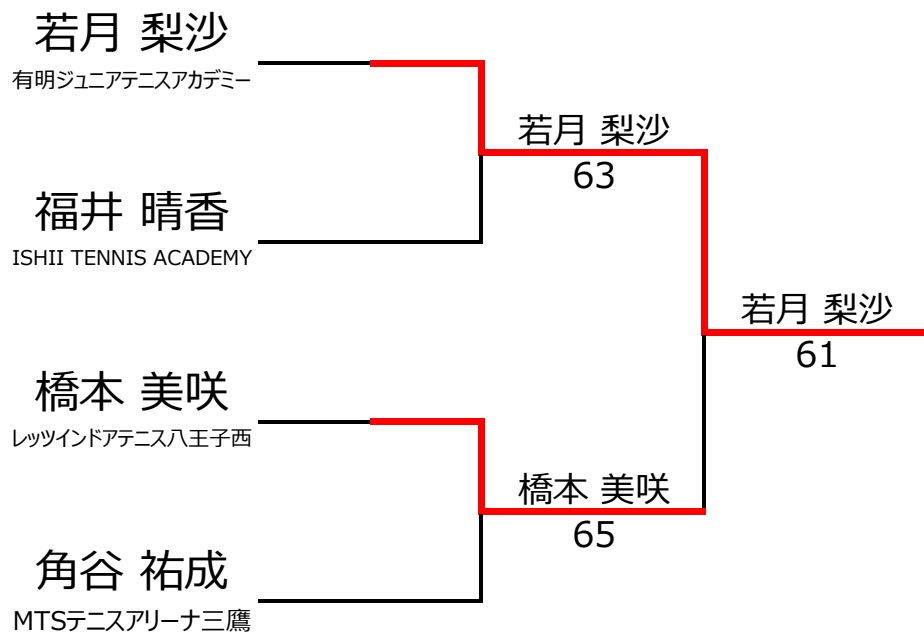 若月 梨沙
有明ジュニアテニスアカデミー
福井 晴香
ISHII TENNIS ACADEMY
橋本 美咲
レッツインドアテニス八王子西
角谷 祐成
MTSテニスアリーナ三鷹
若月 梨沙
63
橋本 美咲
65
若月 梨沙
61